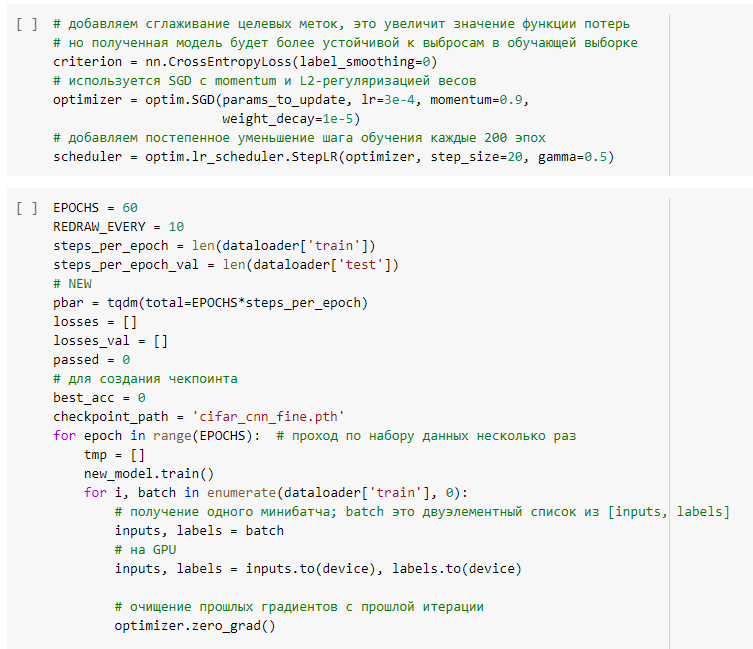 [ ] # добавляем сглаживание целевых меток, это увеличит значение функции потерь
# но полученная модель будет более устойчивой к выбросам в обучающей выборке
criterion = nn.CrossEntropyLoss(label_smoothing=0)
# используется SGD c momentum и L2-регуляризацией весов
optimizer = optim.SGD(params_to_update, lr=3e-4, momentum=0.9,
                      weight_decay=1e-5)
# добавляем постепенное уменьшение шага обучения каждые 200 эпох
scheduler = optim.lr_scheduler.StepLR(optimizer, step_size=20, gamma=0.5)
[ ] EPOCHS = 60
REDRAW_EVERY = 10
steps_per_epoch = len(dataloader['train'])
steps_per_epoch_val = len(dataloader['test'])
# NEW
pbar = tqdm(total=EPOCHS*steps_per_epoch)
losses = []
losses_val = []
passed = 0
# для создания чекпоинта
best_acc = 0
checkpoint_path = 'cifar_cnn_fine.pth'
for epoch in range(EPOCHS):  # проход по набору данных несколько раз
    tmp = []
    new_model.train()
    for i, batch in enumerate(dataloader['train'], 0):
        # получение одного минибатча; batch это двуэлементный список из [inputs, labels]
        inputs, labels = batch
        # на GPU
        inputs, labels = inputs.to(device), labels.to(device)
        # очищение прошлых градиентов с прошлой итерации
        optimizer.zero_grad()